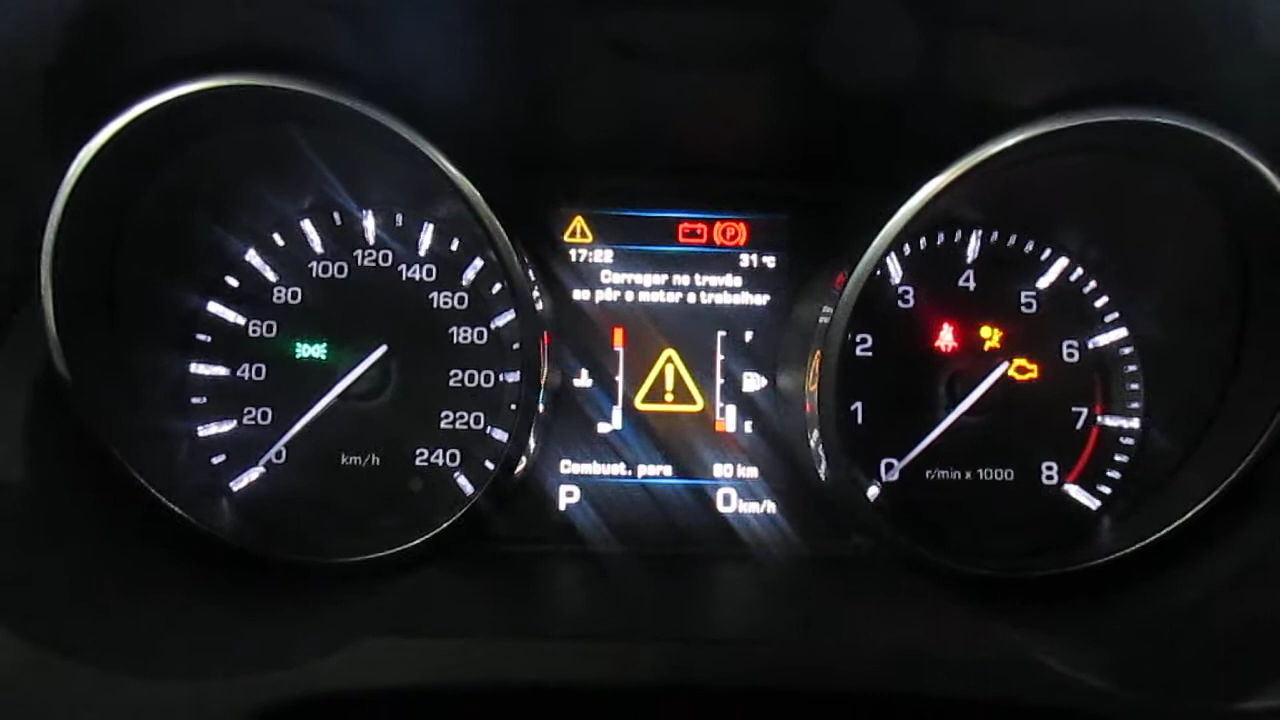 17:22 31 °C
Carregar no travão
ao pôr o motor a trabalhar
F
E
Combust. para 80 km
P 0 km/h
0
20
40
60
80
100
120
140
160
180
200
220
240
km/h
0
1
2
3
4
5
6
7
8
r/min x 1000
P